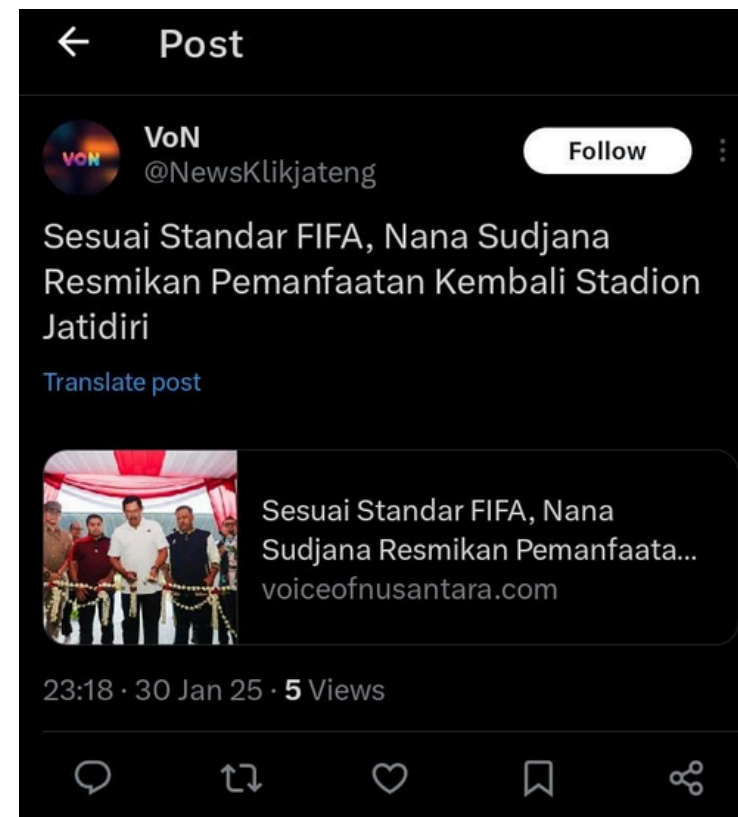 Post
VoN
VoN
@NewsKlikjateng
Follow
Sesuai Standar FIFA, Nana Sudjana
Resmikan Pemanfaatan Kembali Stadion
Jatidiri
Translate post
Sesuai Standar FIFA, Nana
Sudjana Resmikan Pemanfaata...
voiceofnusantara.com
23:18 · 30 Jan 25 · 5 Views